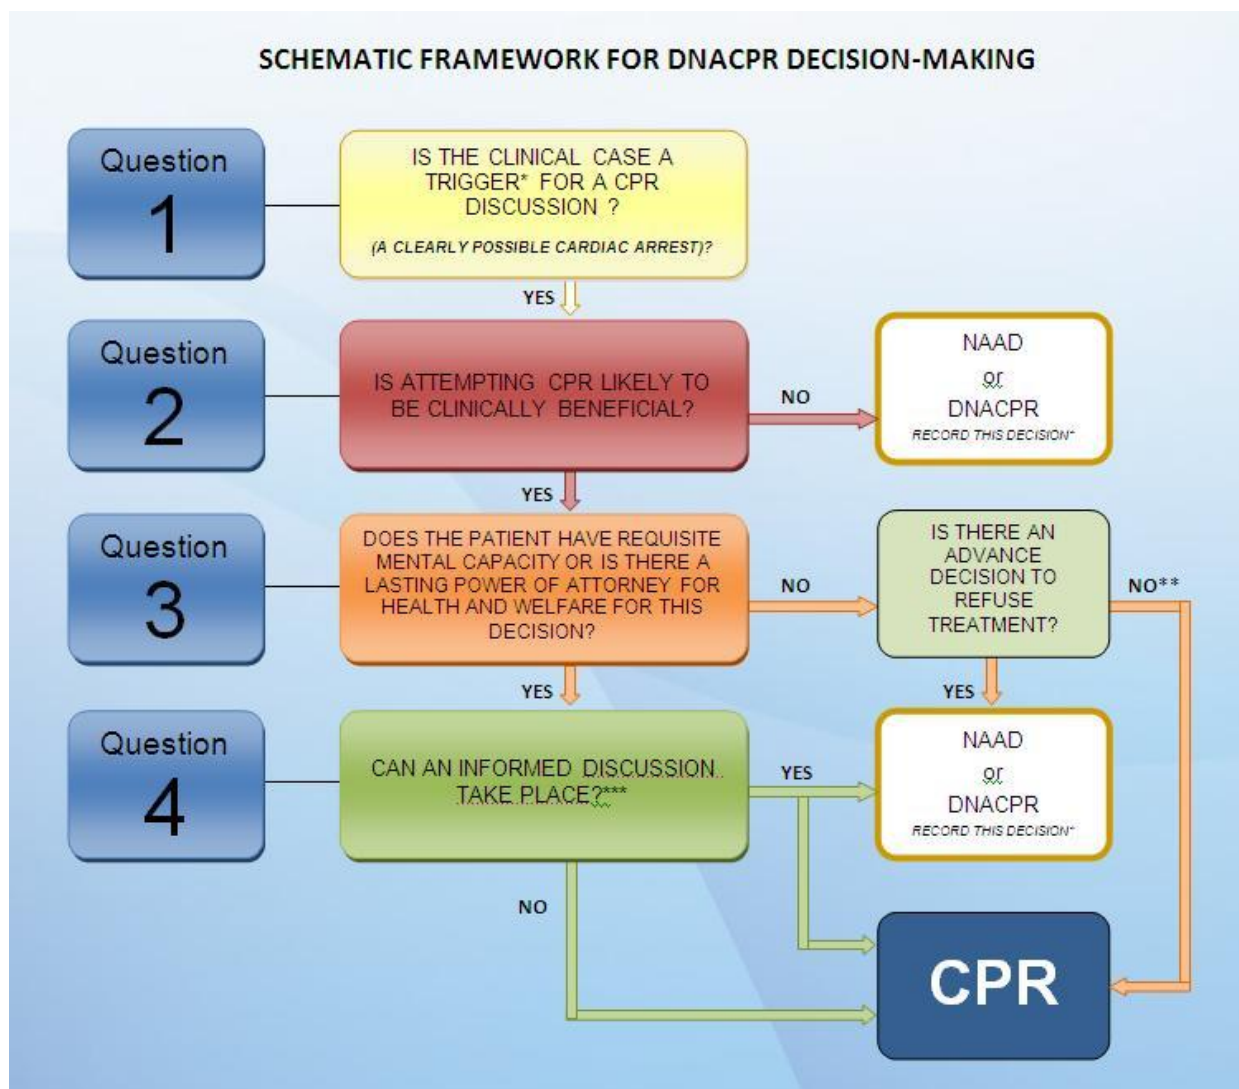 SCHEMATIC FRAMEWORK FOR DNACPR DECISION-MAKING
Question
1
IS THE CLINICAL CASE A
TRIGGER* FOR A CPR
DISCUSSION ?
(A CLEARLY POSSIBLE CARDIAC ARREST)?
YES
Question
2
IS ATTEMPTING CPR LIKELY TO
BE CLINICALLY BENEFICIAL?
NO
NAAD
or
DNACPR
RECORD THIS DECISION*
YES
Question
3
DOES THE PATIENT HAVE REQUISITE
MENTAL CAPACITY OR IS THERE A
LASTING POWER OF ATTORNEY FOR
HEALTH AND WELFARE FOR THIS
DECISION?
NO
IS THERE AN
ADVANCE
DECISION TO
REFUSE
TREATMENT?
NO**
YES
YES
Question
4
CAN AN INFORMED DISCUSSION
TAKE PLACE?***
YES
NAAD
or
DNACPR
RECORD THIS DECISION*
NO
CPR